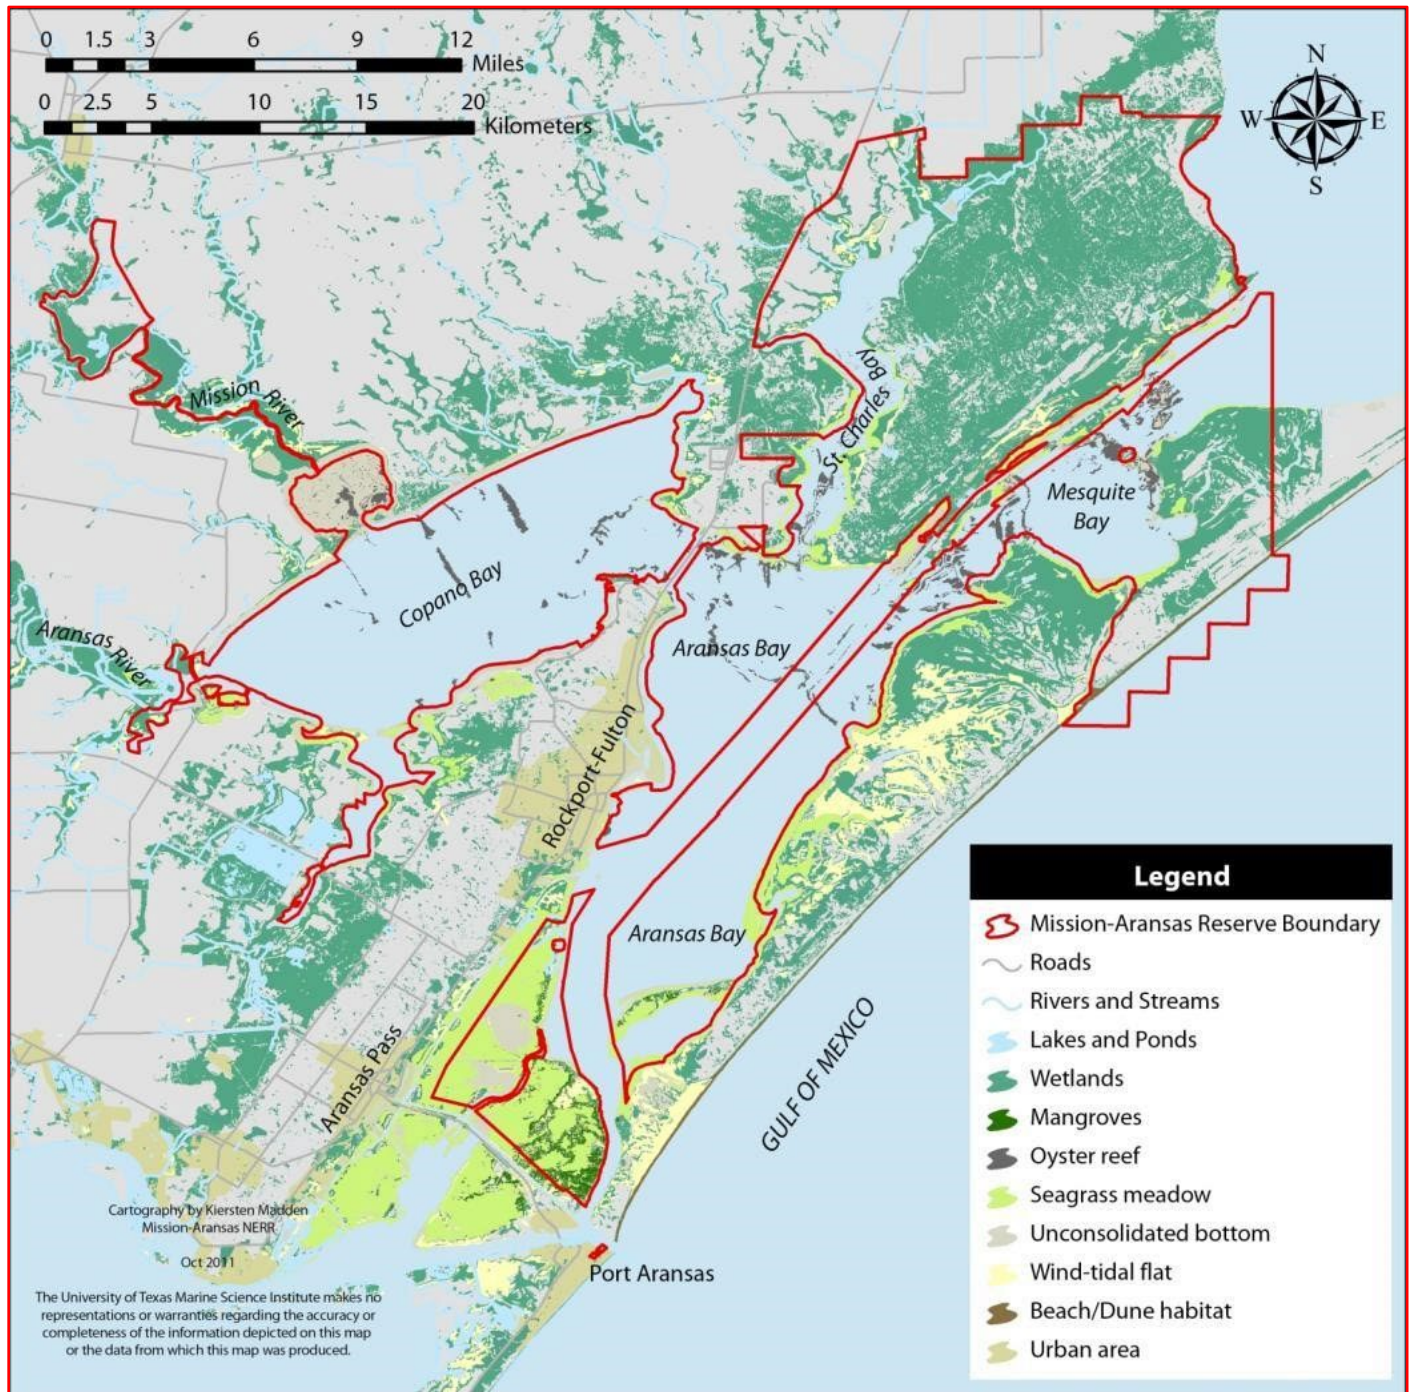 0 1.5 3 6 9 12
Miles
0 2.5 5 10 15 20
Kilometers
N
W E
S
Mission River
St. Charles Bay
Mesquite
Bay
Copano Bay
Aransas River
Aransas Bay
Rockport-Fulton
Aransas Bay
Aransas Pass
GULF OF MEXICO
Port Aransas
Cartography by Kiersten Madden
Mission-Aransas NERR
Oct 2011
The University of Texas Marine Science Institute makes no
representations or warranties regarding the accuracy or
completeness of the information depicted on this map
or the data from which this map was produced.
Legend
Mission-Aransas Reserve Boundary
Roads
Rivers and Streams
Lakes and Ponds
Wetlands
Mangroves
Oyster reef
Seagrass meadow
Unconsolidated bottom
Wind-tidal flat
Beach/Dune habitat
Urban area